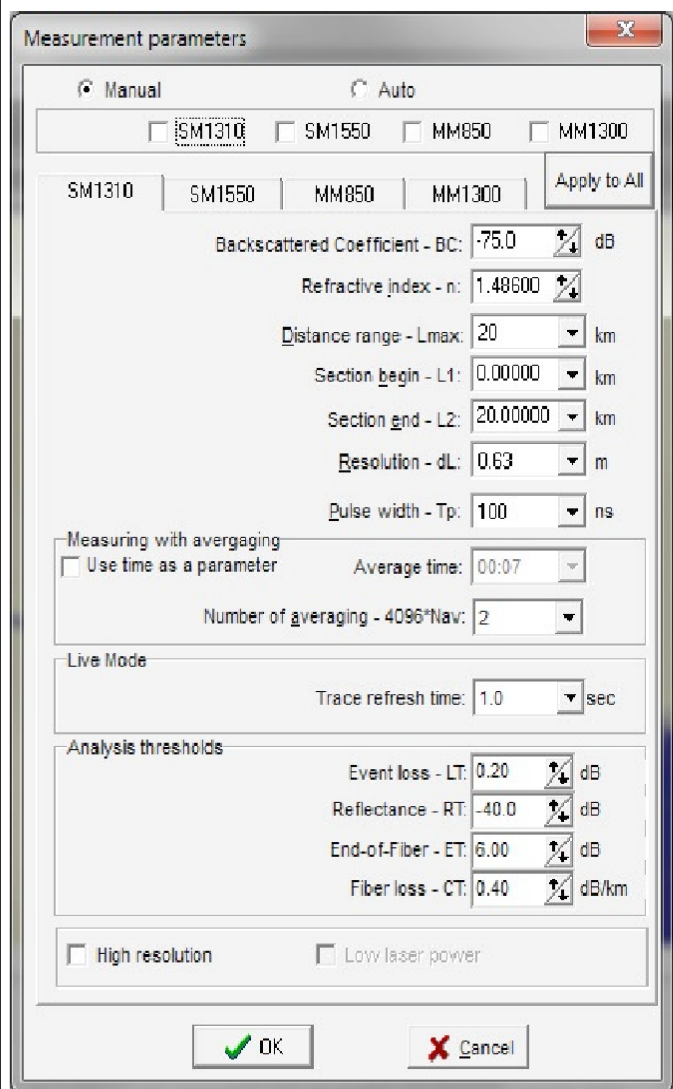 Measurement parameters
Manual Auto
SM1310 SM1550 MM850 MM1300
SM1310 SM1550 MM850 MM1300 Apply to All
Backscattered Coefficient - BC: -75.0 dB
Refractive index - n: 1.48600
Distance range - Lmax: 20 km
Section begin - L1: 0.00000 km
Section end - L2: 20.00000 km
Resolution - dL: 0.63 m
Pulse width - Tp: 100 ns
Measuring with avergaging
Use time as a parameter Average time: 00:07
Number of averaging - 4096*Nav: 2
Live Mode
Trace refresh time: 1.0 sec
Analysis thresholds
Event loss - LT: 0.20 dB
Reflectance - RT: -40.0 dB
End-of-Fiber - ET: 6.00 dB
Fiber loss - CT: 0.40 dB/km
High resolution Low laser power
OK Cancel